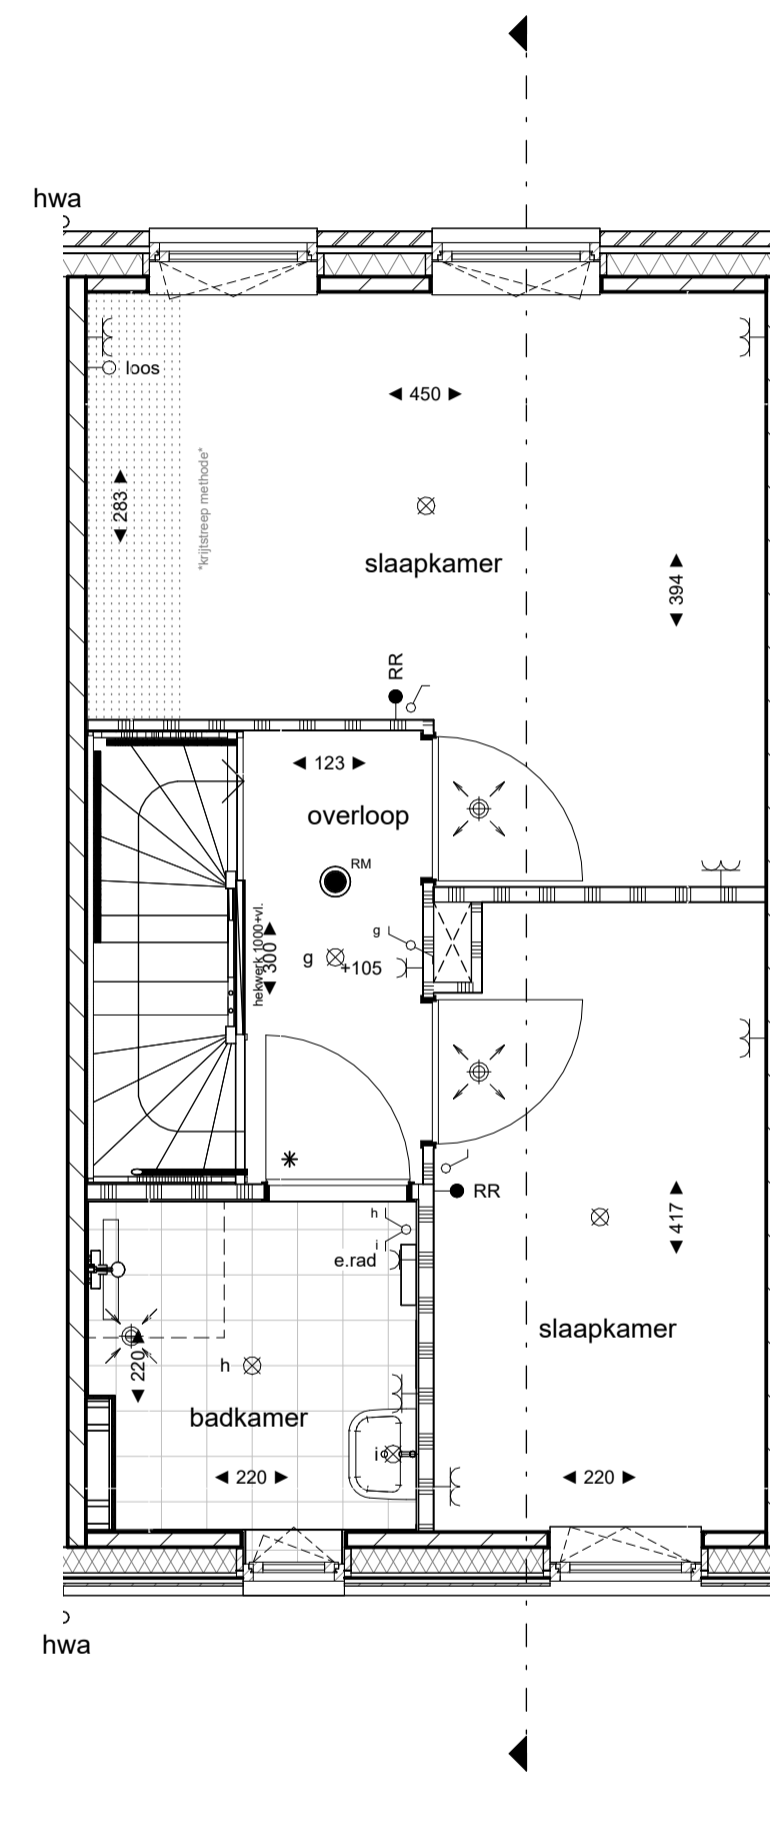 hwa
loos
◄ 450 ►
◄ 283 ►
*krijtstreep methode*
slaapkamer
◄ 394 ►
RR
◄ 123 ►
overloop
RM
hekwerk 1000+vl.
◄ 300 ►
g
g
+105
RR
h
i
e.rad
◄ 417 ►
slaapkamer
◄ 220 ►
h
badkamer
i
◄ 220 ►
◄ 220 ►
hwa